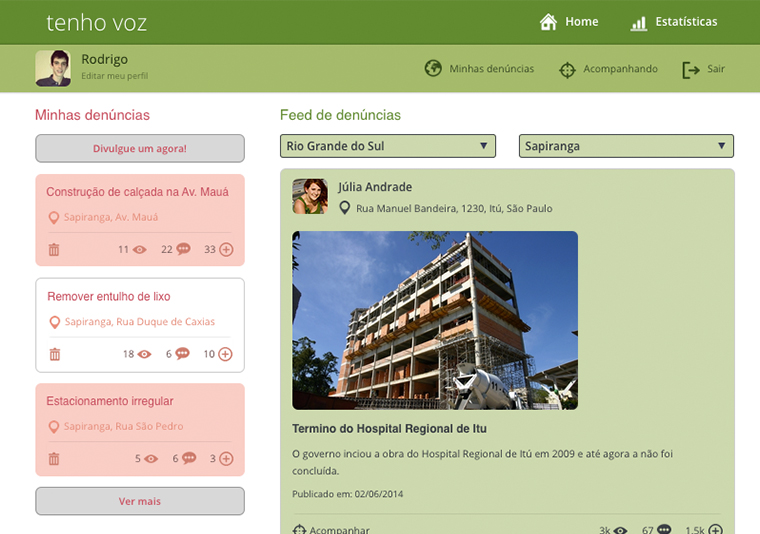 tenho voz
Home
Estatísticas
Rodrigo
Editar meu perfil
Minhas denúncias
Acompanhando
Sair
Minhas denúncias
Divulgue um agora!
Construção de calçada na Av. Mauá
Sapiranga, Av. Mauá
11 22 33
Remover entulho de lixo
Sapiranga, Rua Duque de Caxias
18 6 10
Estacionamento irregular
Sapiranga, Rua São Pedro
5 6 3
Ver mais
Feed de denúncias
Rio Grande do Sul
Sapiranga
Júlia Andrade
Rua Manuel Bandeira, 1230, Itú, São Paulo
Termino do Hospital Regional de Itu
O governo inciou a obra do Hospital Regional de Itú em 2009 e até agora a não foi
concluída.
Publicado em: 02/06/2014
Acompanhar
3k 67 1.5k